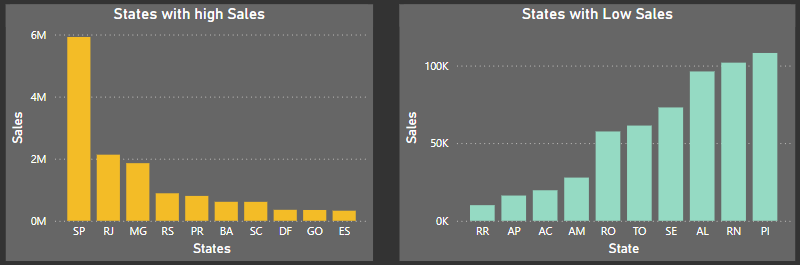 States with high Sales
6M
4M
2M
0M
Sales
SP RJ MG RS PR BA SC DF GO ES
States
States with Low Sales
100K
50K
0K
Sales
RR AP AC AM RO TO SE AL RN PI
State